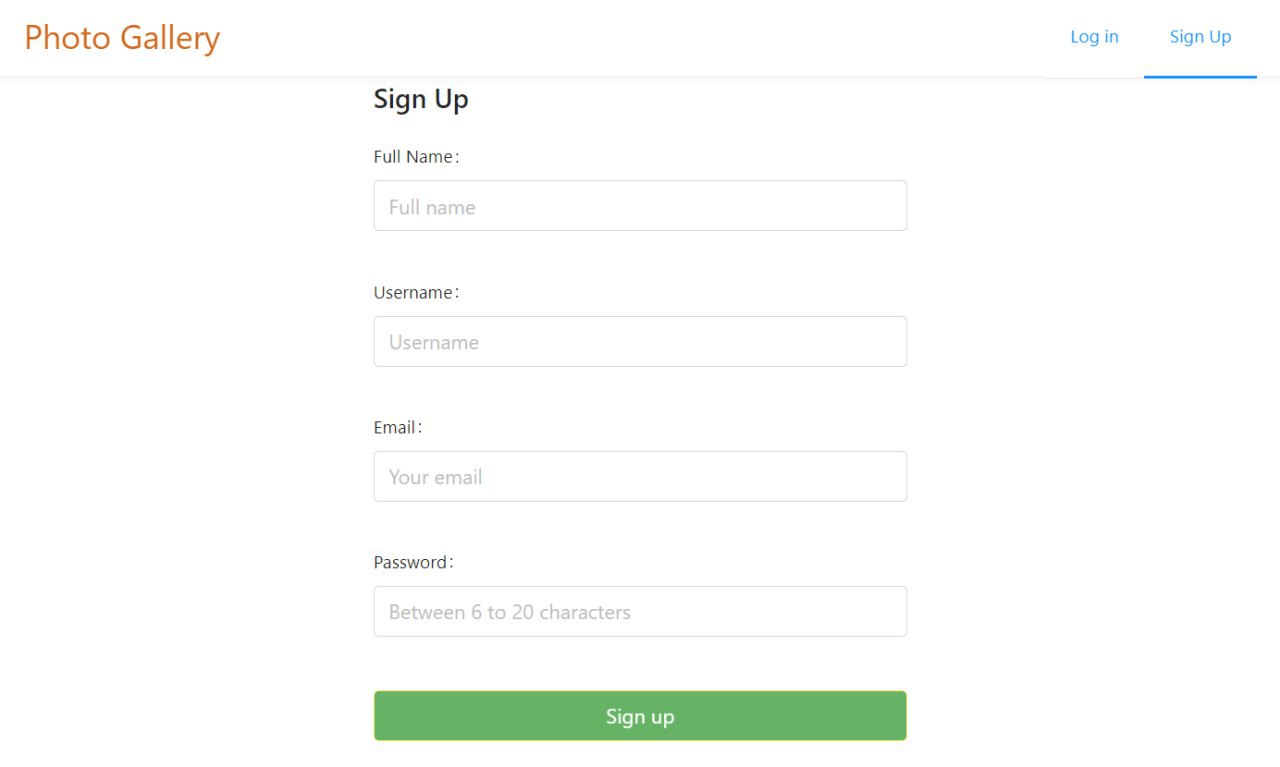 Photo Gallery
Log in
Sign Up
Sign Up
Full Name:
Full name
Username:
Username
Email:
Your email
Password:
Between 6 to 20 characters
Sign up